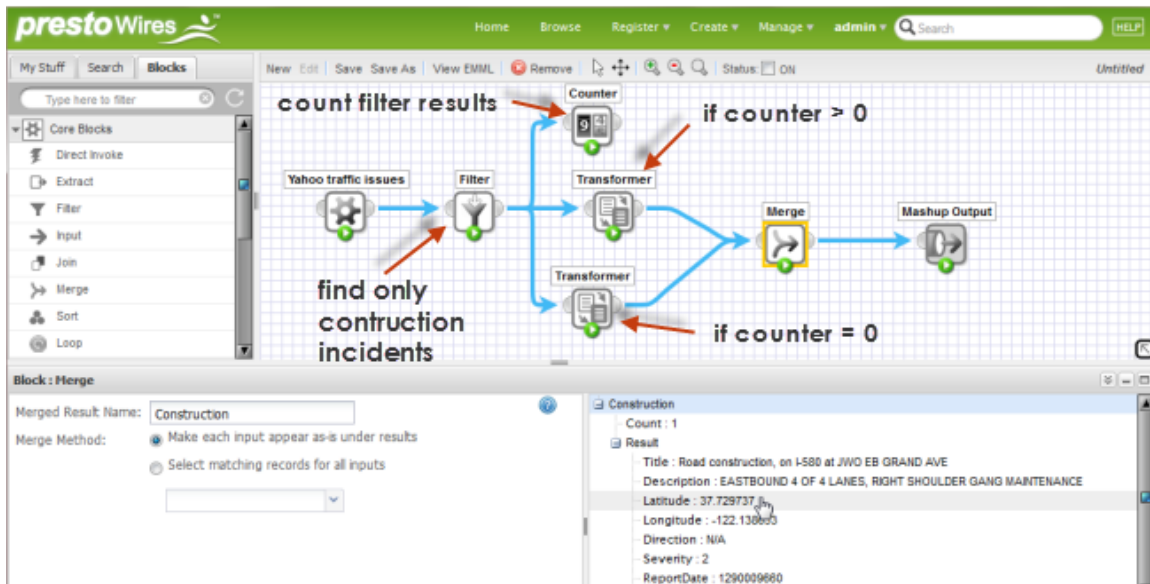 presto Wires
Home Browse Register Create Manage admin Search HELP
My Stuff Search Blocks
New Edit Save Save As View EMML Remove Status: ON Untitled
Type here to filter
Core Blocks
Direct Invoke
Extract
Filter
Input
Join
Merge
Sort
Loop
count filter results
Counter
if counter > 0
Yahoo traffic issues
Filter
Transformer
Merge
Mashup Output
Transformer
find only
contruction
incidents
if counter = 0
Block : Merge
Merged Result Name: Construction
Merge Method: Make each input appear as-is under results
Select matching records for all inputs
Construction
Count : 1
Result
Title : Road construction, on I-580 at JWO EB GRAND AVE
Description : EASTBOUND 4 OF 4 LANES, RIGHT SHOULDER GANG MAINTENANCE
Latitude : 37.729737
Longitude :
Direction : N/A
Severity : 2
ReportDate : 1290009660